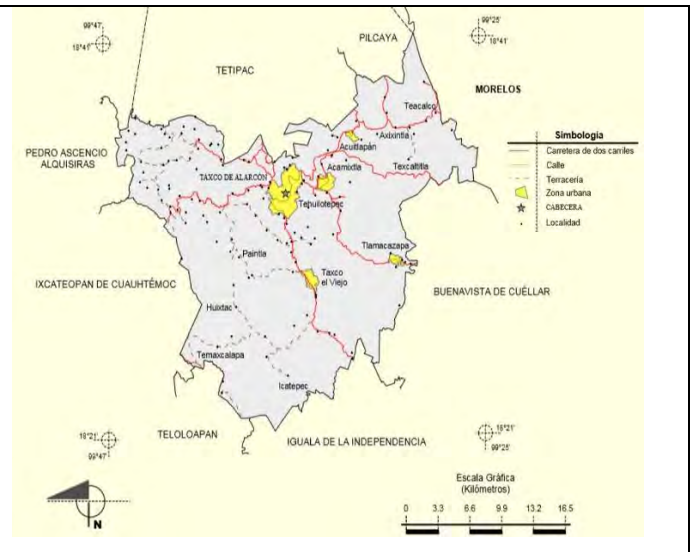 99°47'
18°41'
99°25'
18°41'
PILCAYA
TETIPAC
MORELOS
Teacalco
Axixintla
Acuitlapán
PEDRO ASCENCIO
ALQUISIRAS
TAXCO DE ALARCÓN
Acamixtla
Texcaltitla
Tehuilotepec
Simbología
Carretera de dos carriles
Calle
Terracería
Zona urbana
CABECERA
Localidad
Tlamacazapa
Paintla
Taxco
el Viejo
IXCATEOPAN DE CUAUHTÉMOC
BUENAVISTA DE CUÉLLAR
Huixtac
Temaxcalapa
Icatepec
18°21'
99°47'
TELOLOAPAN
IGUALA DE LA INDEPENDENCIA
18°21'
99°25'
Escala Gráfica
(Kilómetros)
0 3.3 6.6 9.9 13.2 16.5
N